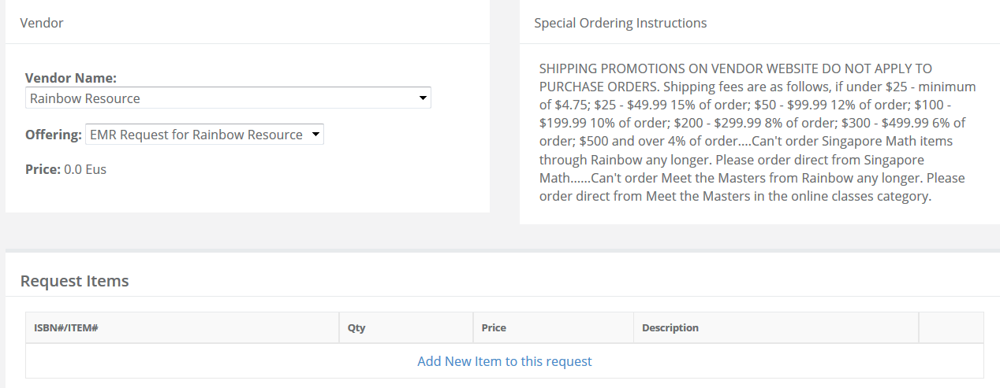 Vendor
Vendor Name:
Rainbow Resource
Offering: EMR Request for Rainbow Resource
Price: 0.0 Eus
Special Ordering Instructions
SHIPPING PROMOTIONS ON VENDOR WEBSITE DO NOT APPLY TO
PURCHASE ORDERS. Shipping fees are as follows, if under $25 - minimum
of $4.75; $25 - $49.99 15% of order; $50 - $99.99 12% of order; $100 -
$199.99 10% of order; $200 - $299.99 8% of order; $300 - $499.99 6% of
order; $500 and over 4% of order....Can't order Singapore Math items
through Rainbow any longer. Please order direct from Singapore
Math......Can't order Meet the Masters from Rainbow any longer. Please
order direct from Meet the Masters in the online classes category.
Request Items
ISBN#/ITEM# Qty Price Description
Add New Item to this request